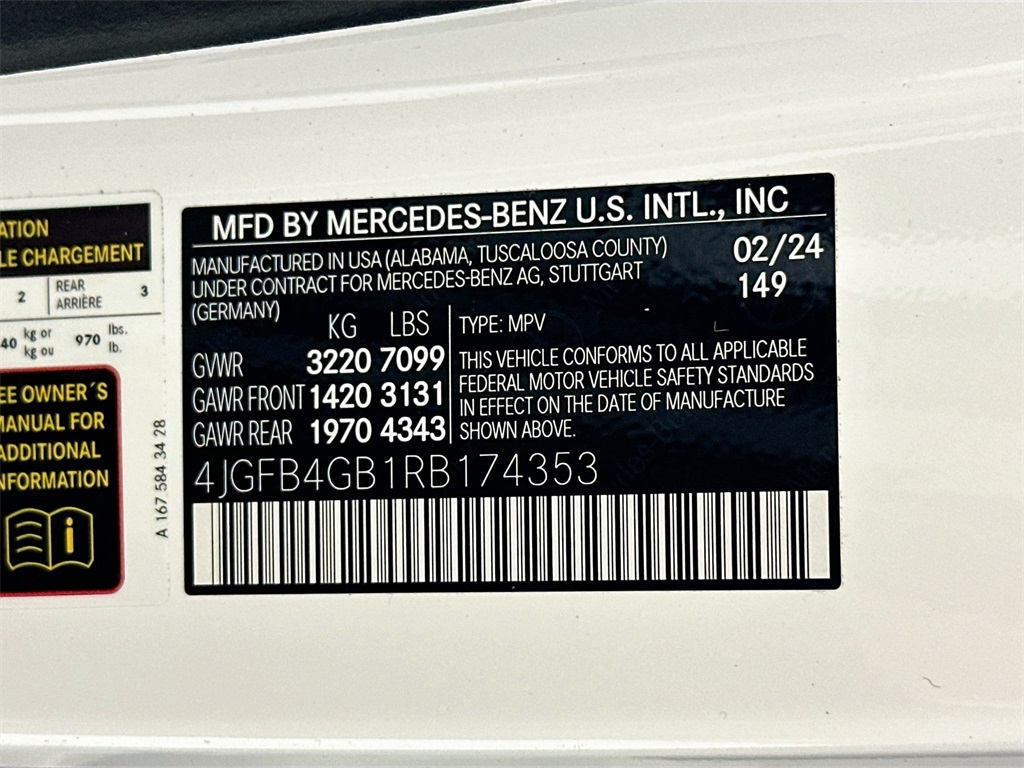 ATION
LE CHARGEMENT
2 REAR ARRIÈRE 3
40 kg or kg ou 970 lbs. lb.
EE OWNER´S
MANUAL FOR
ADDITIONAL
NFORMATION
i
A 167 584 34 28
MFD BY MERCEDES-BENZ U.S. INTL., INC
MANUFACTURED IN USA (ALABAMA, TUSCALOOSA COUNTY)
UNDER CONTRACT FOR MERCEDES-BENZ AG, STUTTGART
(GERMANY)
02/24
149
KG LBS
GVWR 3220 7099
GAWR FRONT 1420 3131
GAWR REAR 1970 4343
TYPE: MPV
THIS VEHICLE CONFORMS TO ALL APPLICABLE
FEDERAL MOTOR VEHICLE SAFETY STANDARDS
IN EFFECT ON THE DATE OF MANUFACTURE
SHOWN ABOVE.
4JGFB4GB1RB174353